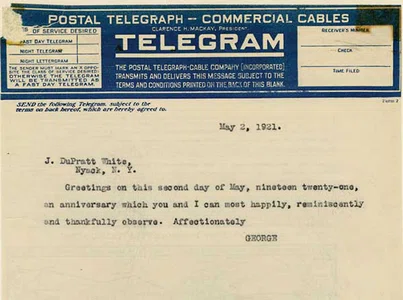 POSTAL TELEGRAPH — COMMERCIAL CABLES
CLARENCE H. MACKAY, PRESIDENT
TELEGRAM
OF SERVICE DESIRED
FAST DAY TELEGRAM
NIGHT TELEGRAM
NIGHT LETTERGRAM
THE SENDER MUST MARK AN X OPPO-
SITE THE CLASS OF SERVICE DESIRED;
OTHERWISE THE TELEGRAM
WILL BE TRANSMITTED AS
A FAST DAY TELEGRAM.
THE POSTAL TELEGRAPH-CABLE COMPANY (INCORPORATED)
TRANSMITS AND DELIVERS THIS MESSAGE SUBJECT TO THE
TERMS AND CONDITIONS PRINTED ON THE BACK OF THIS BLANK.
RECEIVER'S NUMBER
CHECK
TIME FILED
SEND the following Telegram, subject to the
terms on back hereof, which are hereby agreed to.
May 2, 1921.
J. DuPratt White,
Nyack, N. Y.
Greetings on this second day of May, nineteen twenty-one,
an anniversary which you and I can most happily, reminiscently
and thankfully observe. Affectionately
GEORGE